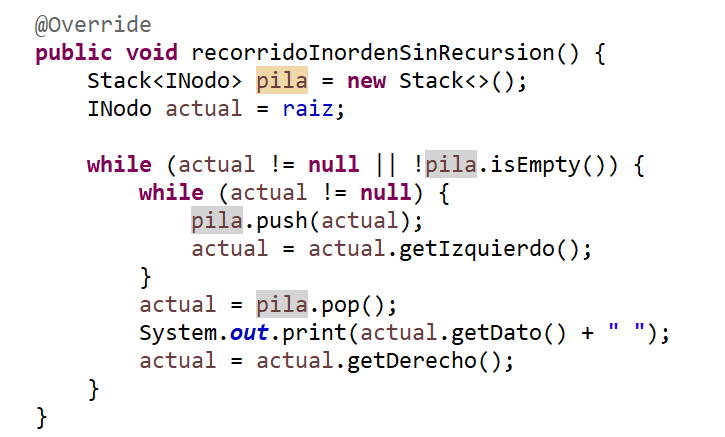 @Override
public void recorridoInordenSinRecursion() {
    Stack<INodo> pila = new Stack<>();
    INodo actual = raiz;

    while (actual != null || !pila.isEmpty()) {
        while (actual != null) {
            pila.push(actual);
            actual = actual.getIzquierdo();
        }
        actual = pila.pop();
        System.out.print(actual.getDato() + " ");
        actual = actual.getDerecho();
    }
}